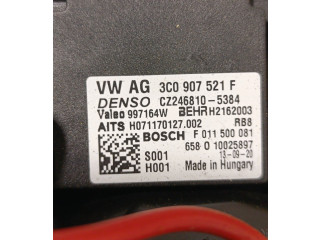 VW AG 3C0 907 521 F
DENSO CZ246810-5384
Valeo 997164W BEHR H2162003
AITS H071170127.002 RB8
BOSCH F 011 500 081
658 0 10025897
S001 13-09-20
H001 Made in Hungary